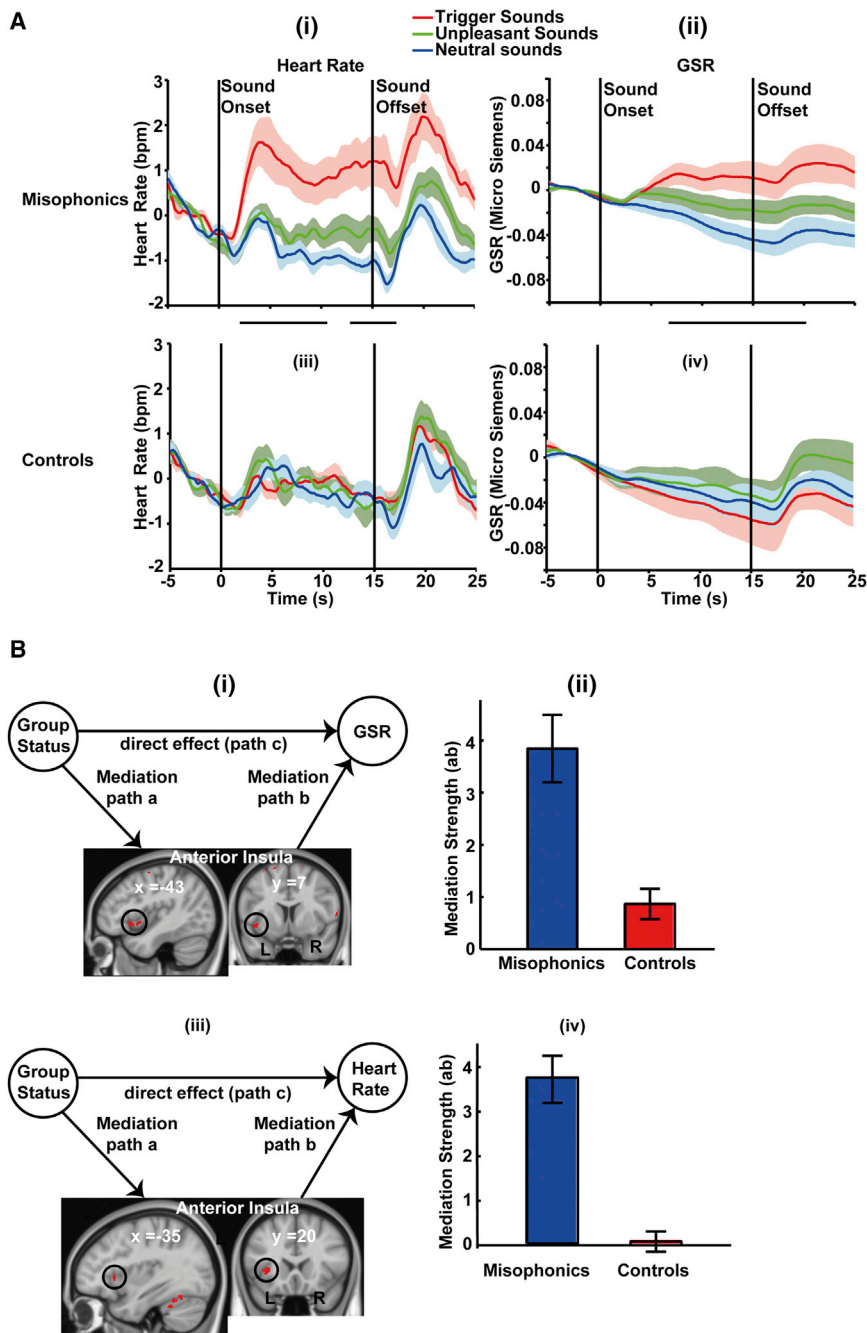 A
(i)
Trigger Sounds
Unpleasant Sounds
Neutral sounds
(ii)
Heart Rate
GSR
Misophonics
Heart Rate (bpm)
3
2
1
0
-1
-2
Sound
Onset
Sound
Offset
GSR (Micro Siemens)
0.08
0.04
0
-0.04
-0.08
Sound
Onset
Sound
Offset
Controls
(iii)
Heart Rate (bpm)
3
2
1
0
-1
-2
-5 0 5 10 15 20 25
Time (s)
(iv)
GSR (Micro Siemens)
0.08
0.04
0
-0.04
-0.08
-5 0 5 10 15 20 25
Time (s)
B
(i)
Group
Status
direct effect (path c)
GSR
Mediation
path a
Mediation
path b
Anterior Insula
x =-43
y =7
L R
(ii)
Mediation Strength (ab)
4
3
2
1
0
Misophonics Controls
(iii)
Group
Status
direct effect (path c)
Heart
Rate
Mediation
path a
Mediation
path b
Anterior Insula
x =-35
y =20
L
L R
(iv)
Mediation Strength (ab)
4
3
2
1
0
Misophonics Controls